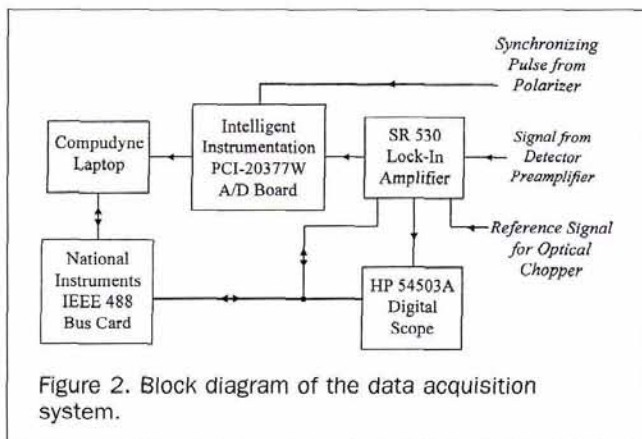 Synchronizing
Pulse from
Polarizer
Compudyne
Laptop
Intelligent
Instrumentation
PCI-20377W
A/D Board
SR 530
Lock-In
Amplifier
Signal from
Detector
Preamplifier
Reference Signal
for Optical
Chopper
National
Instruments
IEEE 488
Bus Card
HP 54503A
Digital
Scope
Figure 2. Block diagram of the data acquisition
system.